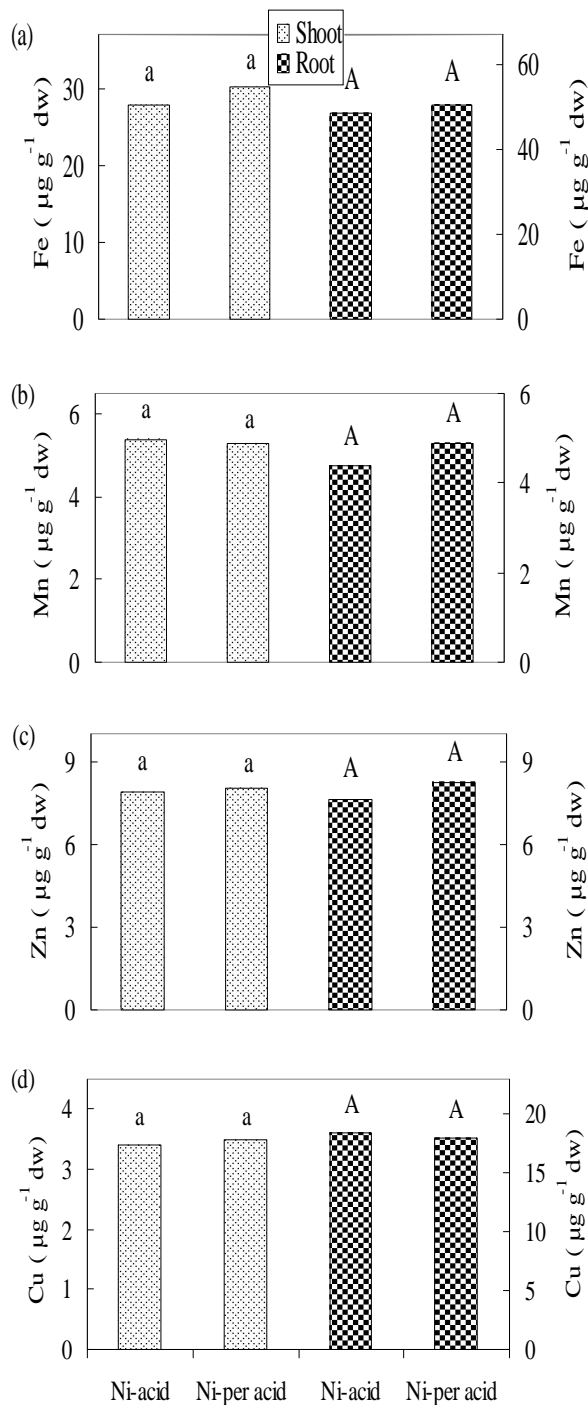 (a)
Shoot
Root
a
a
A
A
30
20
10
0
Fe ( µg g-1 dw)
60
40
20
0
Fe ( µg g-1 dw)
(b)
a
a
A
A
6
4
2
0
Mn ( µg g-1 dw)
6
4
2
0
Mn ( µg g-1 dw)
(c)
a
a
A
A
9
6
3
0
Zn ( µg g-1 dw)
9
6
3
0
Zn ( µg g-1 dw)
(d)
a
a
A
A
4
3
2
1
0
Cu ( µg g-1 dw)
20
15
10
5
0
Cu ( µg g-1 dw)
Ni-acid Ni-per acid Ni-acid Ni-per acid